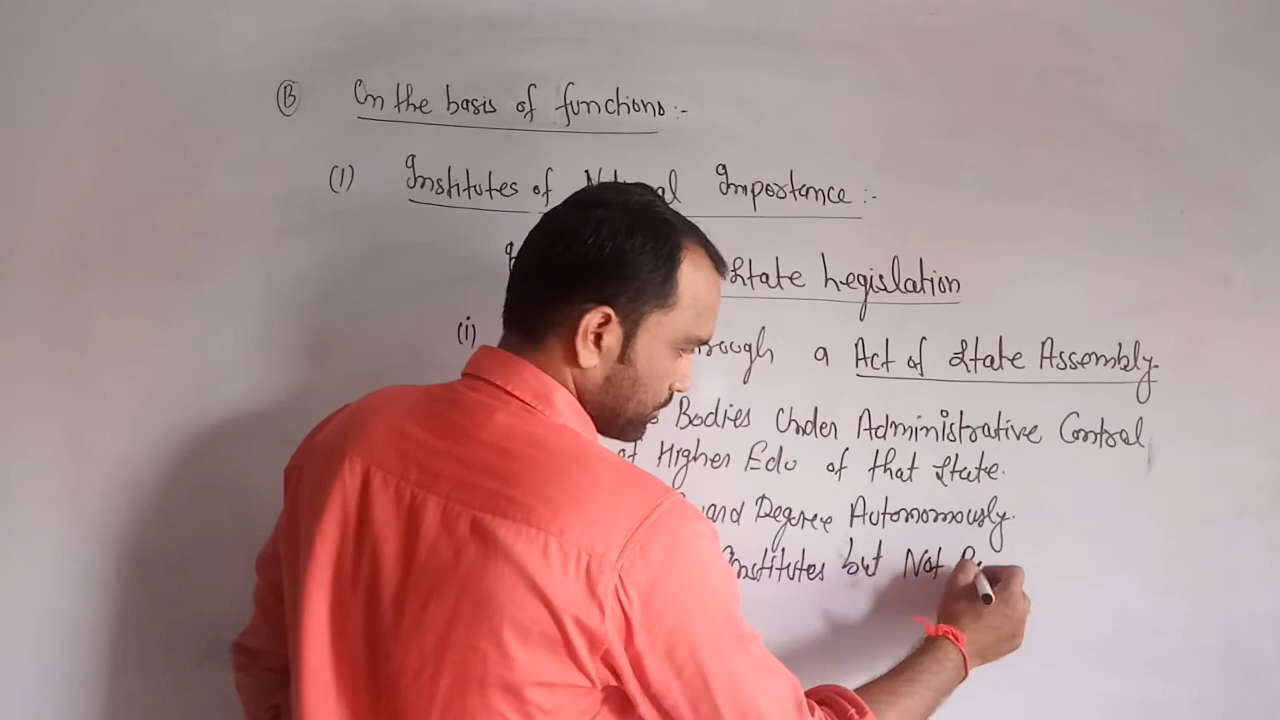 Ⓑ On the basis of functions:-
(1) Institutes of Importance :-
State Legislation
(i) a Act of State Assembly
Bodies Under Administrative Control
of Higher Edu of that State.
Degree Autonomously.
Institutes but Not